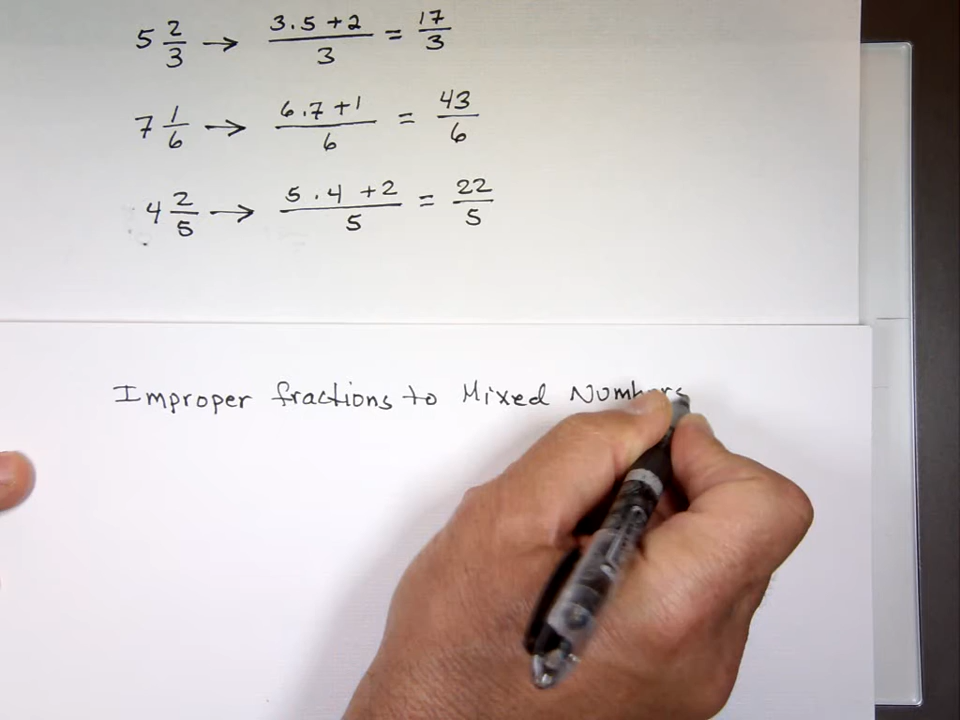 5 2/3 → 3.5+2/3 = 17/3
7 1/6 → 6.7+1/6 = 43/6
4 2/5 → 5.4+2/5 = 22/5
Improper fractions to Mixed Numbers